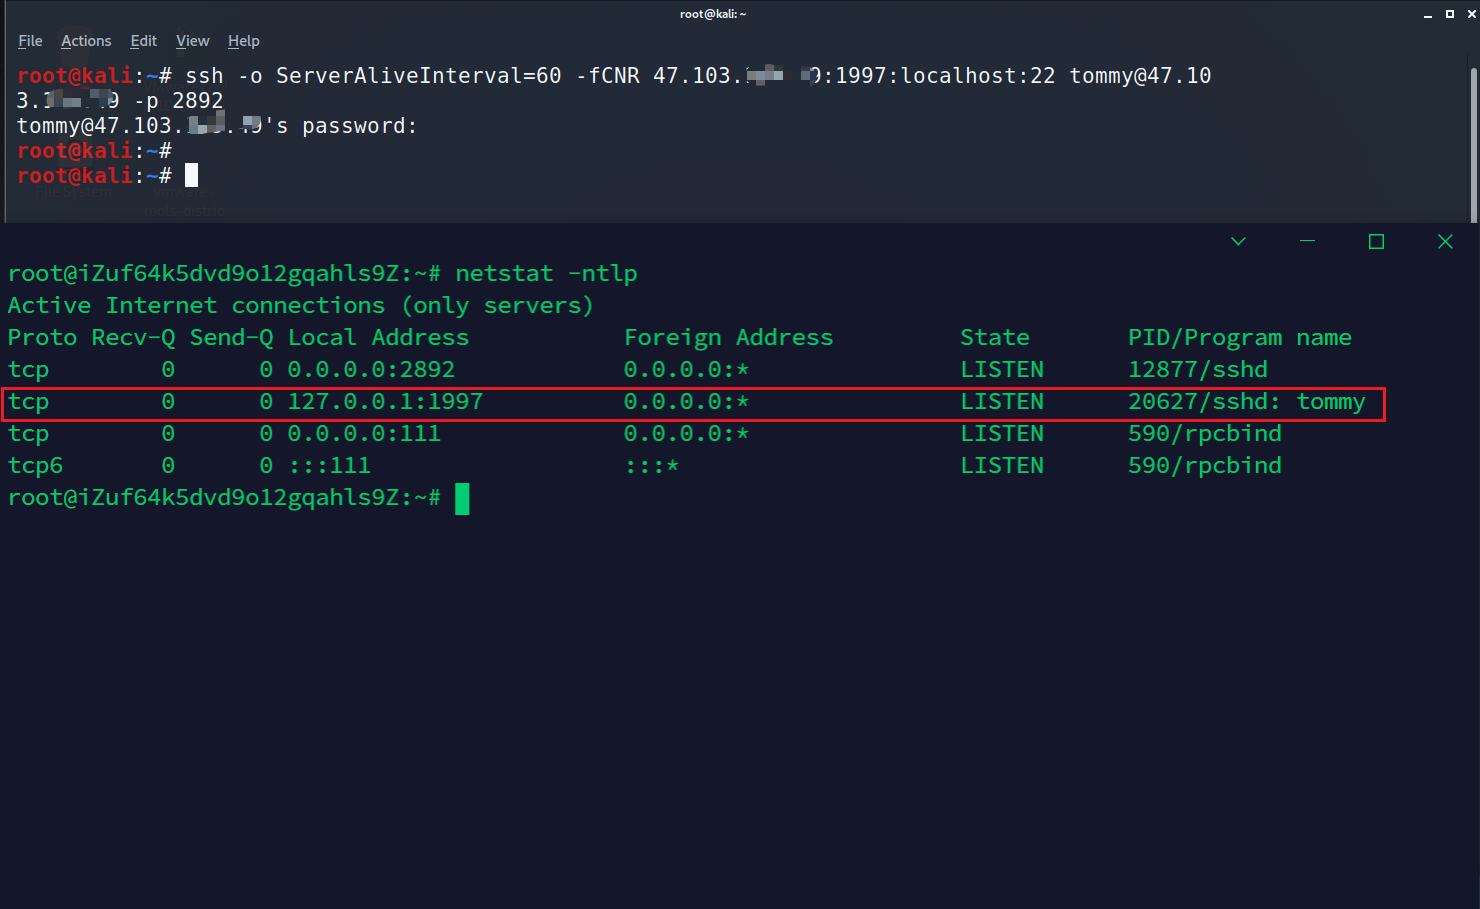 root@kali: ~
File Actions Edit View Help
root@kali:~# ssh -o ServerAliveInterval=60 -fCNR 47.103. 9:1997:localhost:22 tommy@47.10
3. 9 -p 2892
tommy@47.103. .49's password:
root@kali:~#
root@kali:~#
root@iZuf64k5dvd9o12gqahls9Z:~# netstat -ntlp
Active Internet connections (only servers)
Proto Recv-Q Send-Q Local Address Foreign Address State PID/Program name
tcp 0 0 0.0.0.0:2892 0.0.0.0:* LISTEN 12877/sshd
tcp 0 0 127.0.0.1:1997 0.0.0.0:* LISTEN 20627/sshd: tommy
tcp 0 0 0.0.0.0:111 0.0.0.0:* LISTEN 590/rpcbind
tcp6 0 0 :::111 :::* LISTEN 590/rpcbind
root@iZuf64k5dvd9o12gqahls9Z:~#